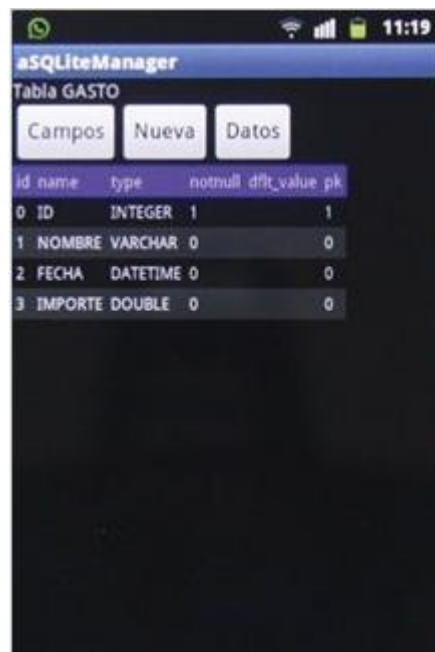 11:19
aSQLiteManager
Tabla GASTO
Campos Nueva Datos
id name type notnull dflt_value pk
0 ID INTEGER 1 1
1 NOMBRE VARCHAR 0 0
2 FECHA DATETIME 0 0
3 IMPORTE DOUBLE 0 0